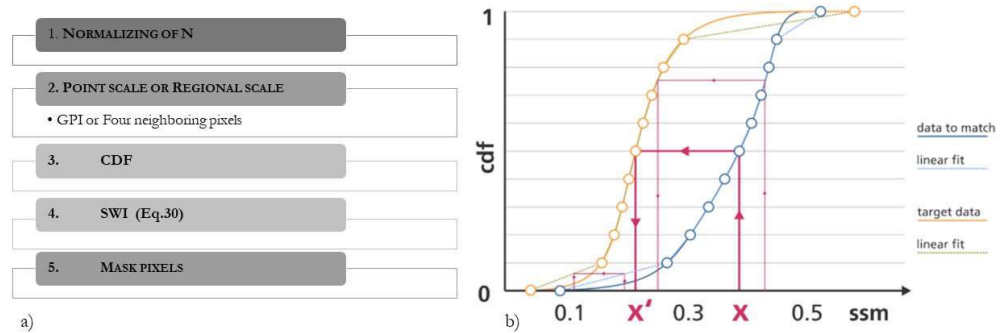 1. NORMALIZING OF N
2. POINT SCALE OR REGIONAL SCALE
• GPI or Four neighboring pixels
3. CDF
4. SWI (Eq.30)
5. MASK PIXELS
a)
b)
1
cdf
0
0.1
X'
0.3
X
0.5
ssm
data to match
linear fit
target data
linear fit